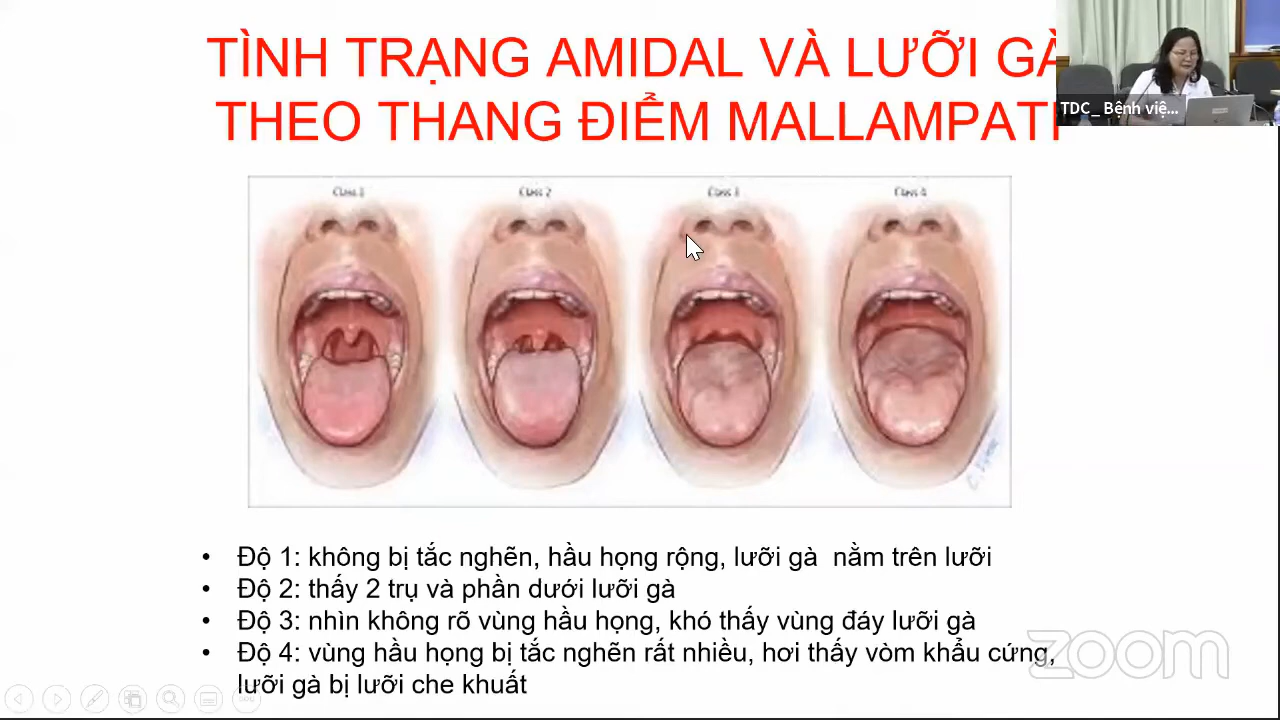 TÌNH TRẠNG AMIDAL VÀ LƯỠI GÀ
THEO THANG ĐIỂM MALLAMPATI
TDC_ Bệnh việ...
Class 1 Class 2 Class 3 Class 4
• Độ 1: không bị tắc nghẽn, hầu họng rộng, lưỡi gà nằm trên lưỡi
• Độ 2: thấy 2 trụ và phần dưới lưỡi gà
• Độ 3: nhìn không rõ vùng hầu họng, khó thấy vùng đáy lưỡi gà
• Độ 4: vùng hầu họng bị tắc nghẽn rất nhiều, hơi thấy vòm khẩu cứng,
lưỡi gà bị lưỡi che khuất
zoom